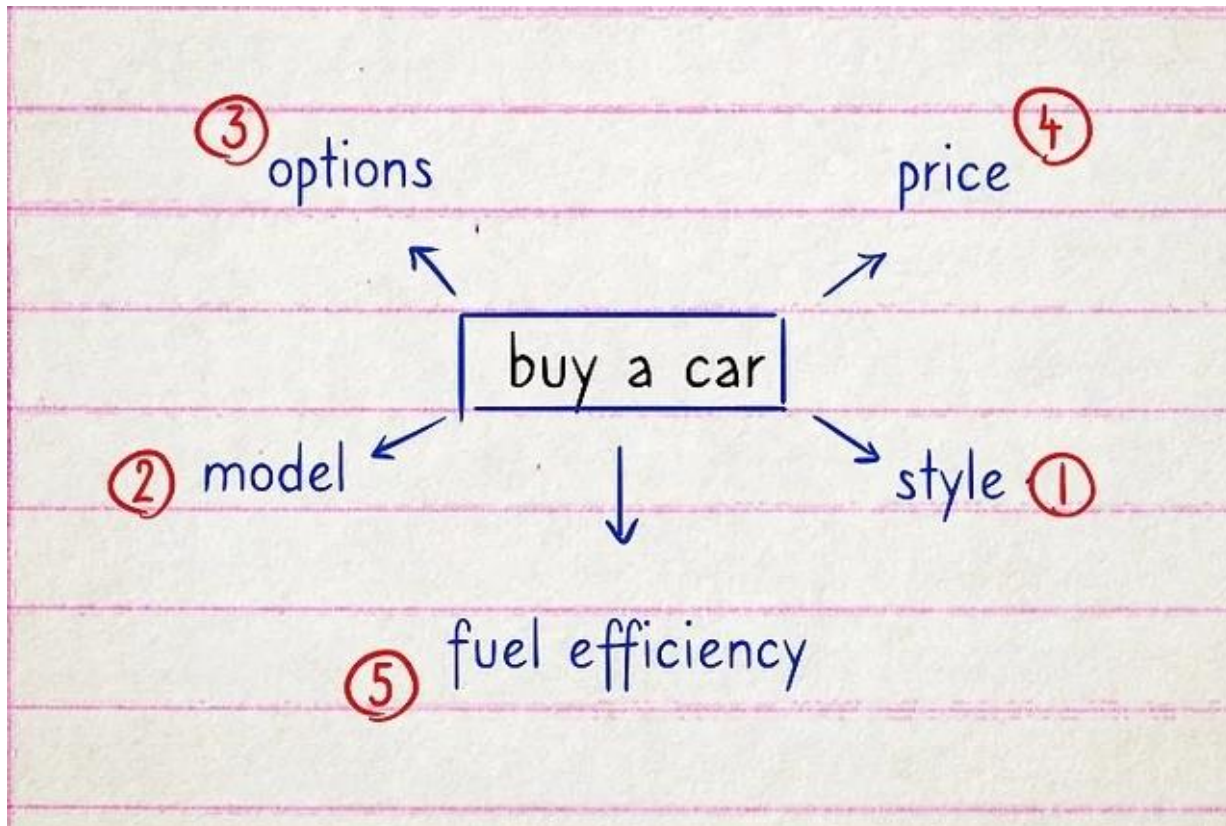 3 options
price 4
buy a car
2 model
style 1
fuel efficiency
5